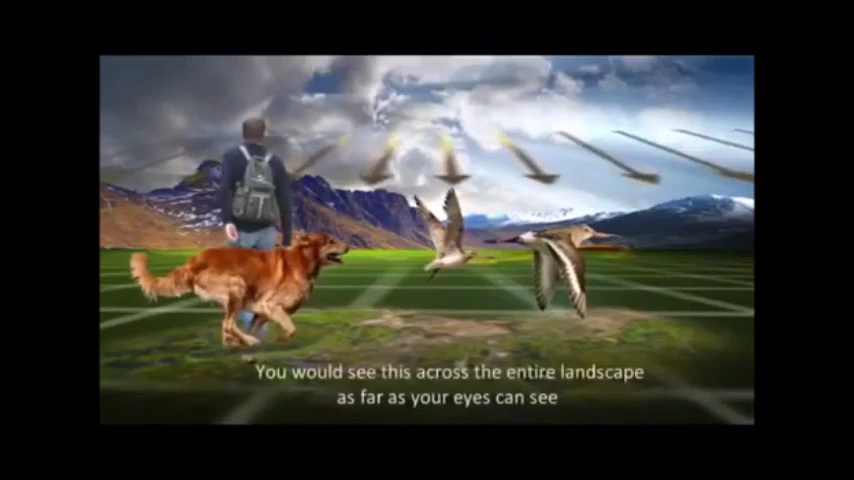 You would see this across the entire landscape
as far as your eyes can see